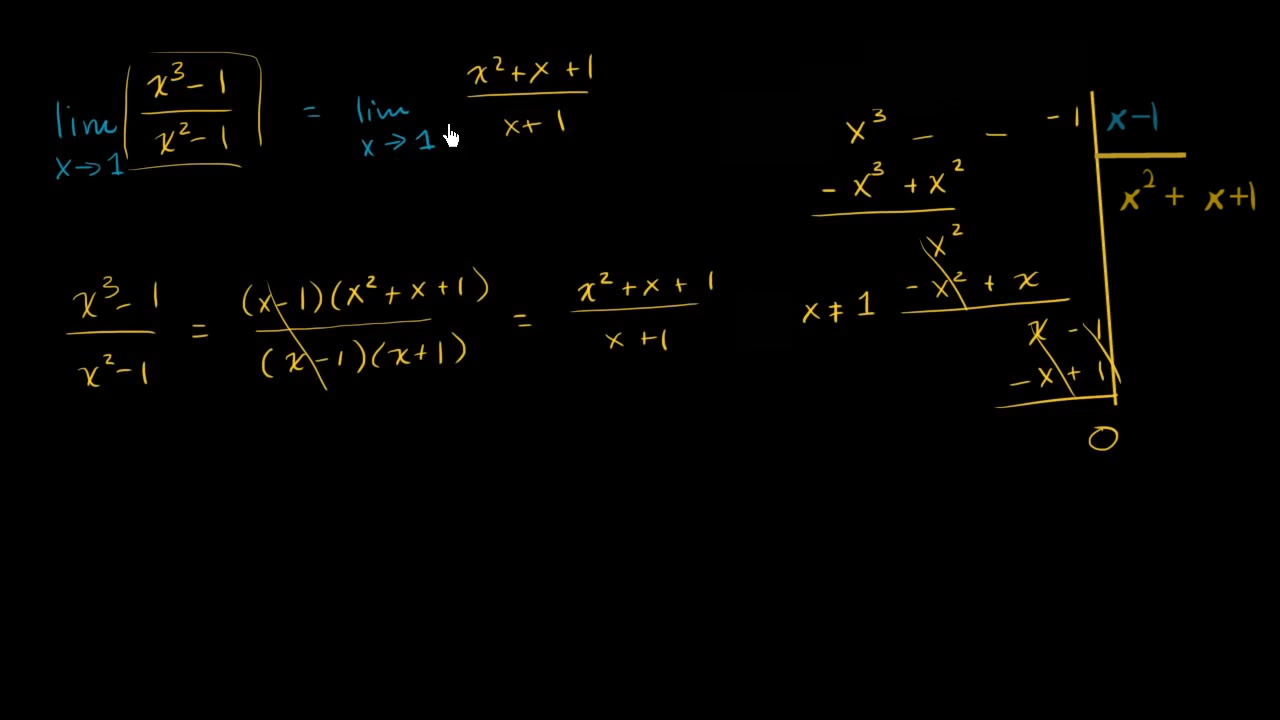 lim x→1 [x³ - 1 / x² - 1] = lim x→1 x² + x + 1 / x + 1
x³ - 1 / x² - 1 = (x - 1)(x² + x + 1) / (x - 1)(x + 1) = x² + x + 1 / x + 1 x ≠ 1
x³ _ _ - 1 | x - 1
- x³ + x² | x² + x + 1
x²
- x² + x
x - 1
- x + 1
0